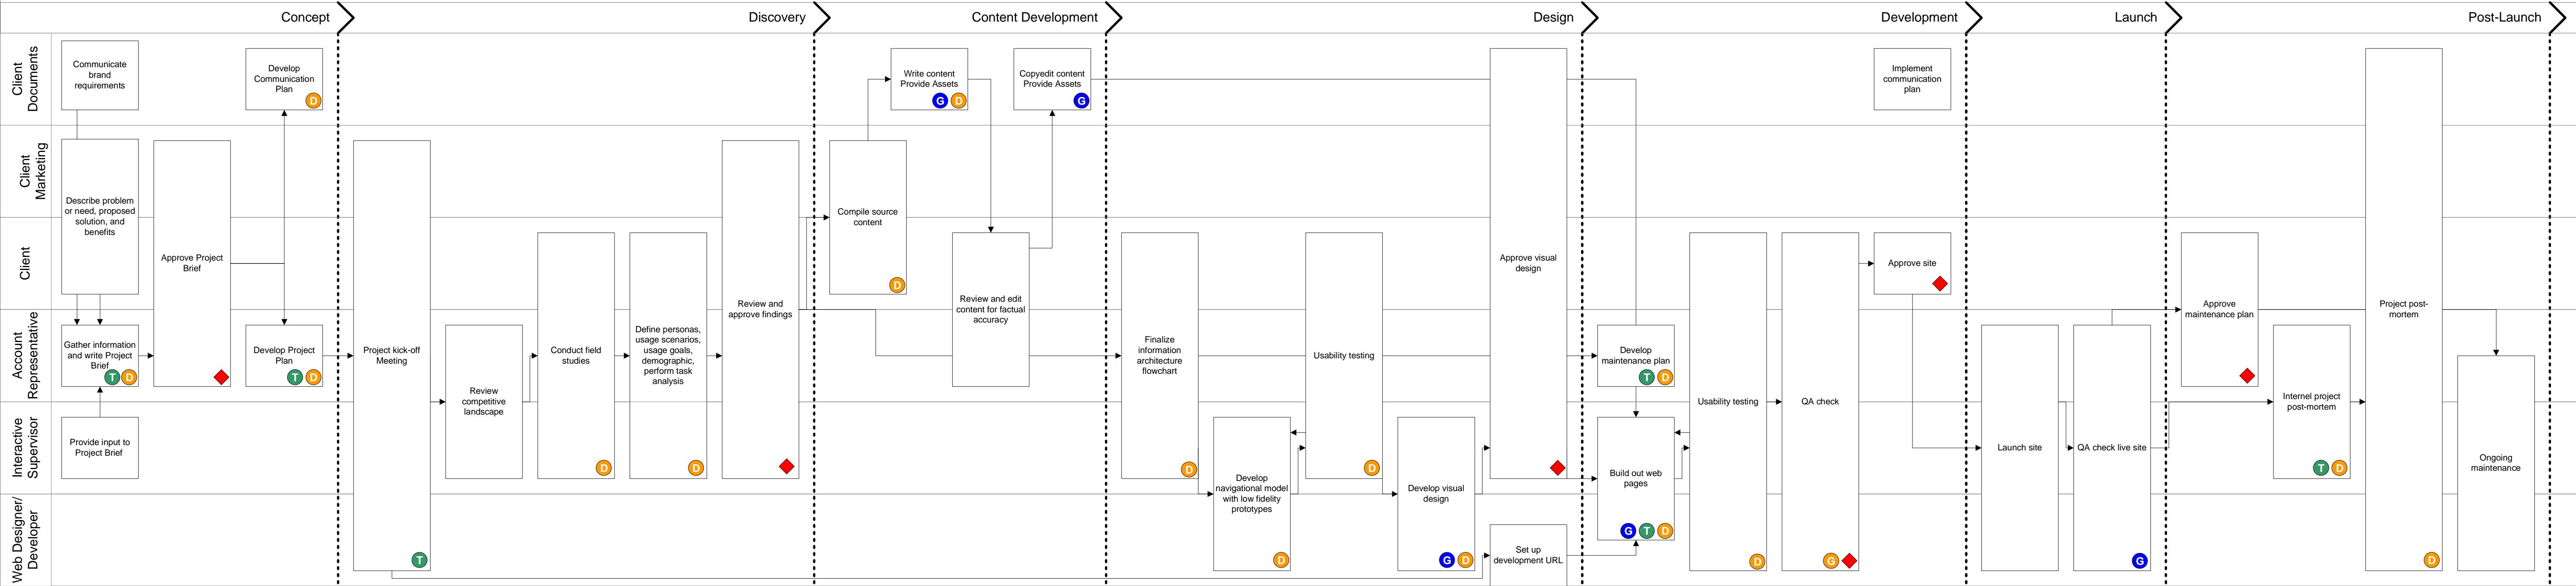 Concept
Discovery
Content Development
Design
Development
Launch
Post-Launch
Client
Documents
Client
Marketing
Client
Account
Representative
Interactive
Supervisor
Web Designer/
Developer
Communicate
brand
requirements
Describe problem
or need, proposed
solution, and
benefits
Gather information
and write Project
Brief
T D
Provide input to
Project Brief
Approve Project
Brief
Develop
Communication
Plan
D
Develop Project
Plan
T D
Project kick-off
Meeting
T
Review
competitive
landscape
Conduct field
studies
D
Define personas,
usage scenarios,
usage goals,
demographic,
perform task
analysis
D
Review and
approve findings
Compile source
content
D
Write content
Provide Assets
G D
Review and edit
content for factual
accuracy
Copyedit content
Provide Assets
G
Finalize
information
architecture
flowchart
D
Develop
navigational model
with low fidelity
prototypes
D
Usability testing
D
Develop visual
design
G D
Approve visual
design
Set up
development URL
Develop
maintenance plan
T D
Build out web
pages
G T D
Usability testing
D
QA check
G
Implement
communication
plan
Approve site
Launch site
QA check live site
G
Approve
maintenance plan
Internal project
post-mortem
T D
Project post-
mortem
D
Ongoing
maintenance